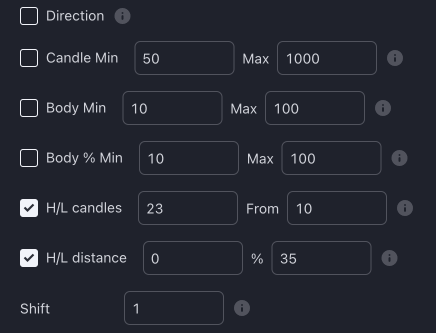 Direction
Candle Min 50 Max 1000
Body Min 10 Max 100
Body % Min 10 Max 100
H/L candles 23 From 10
H/L distance 0 % 35
Shift 1